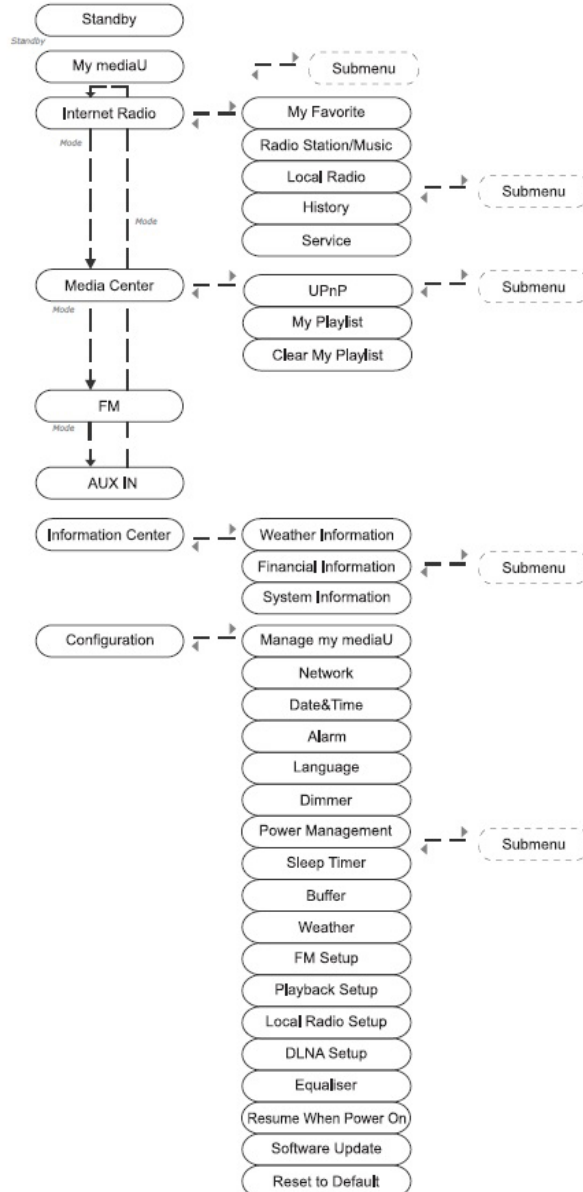 Standby
Standby
My mediaU
Submenu
Internet Radio
My Favorite
Mode
Radio Station/Music
Local Radio
Submenu
History
Mode
Service
Media Center
UPnP
Submenu
Mode
My Playlist
Clear My Playlist
FM
Mode
AUX IN
Information Center
Weather Information
Financial Information
Submenu
System Information
Configuration
Manage my mediaU
Network
Date&Time
Alarm
Language
Dimmer
Power Management
Submenu
Sleep Timer
Buffer
Weather
FM Setup
Playback Setup
Local Radio Setup
DLNA Setup
Equaliser
Resume When Power On
Software Update
Reset to Default